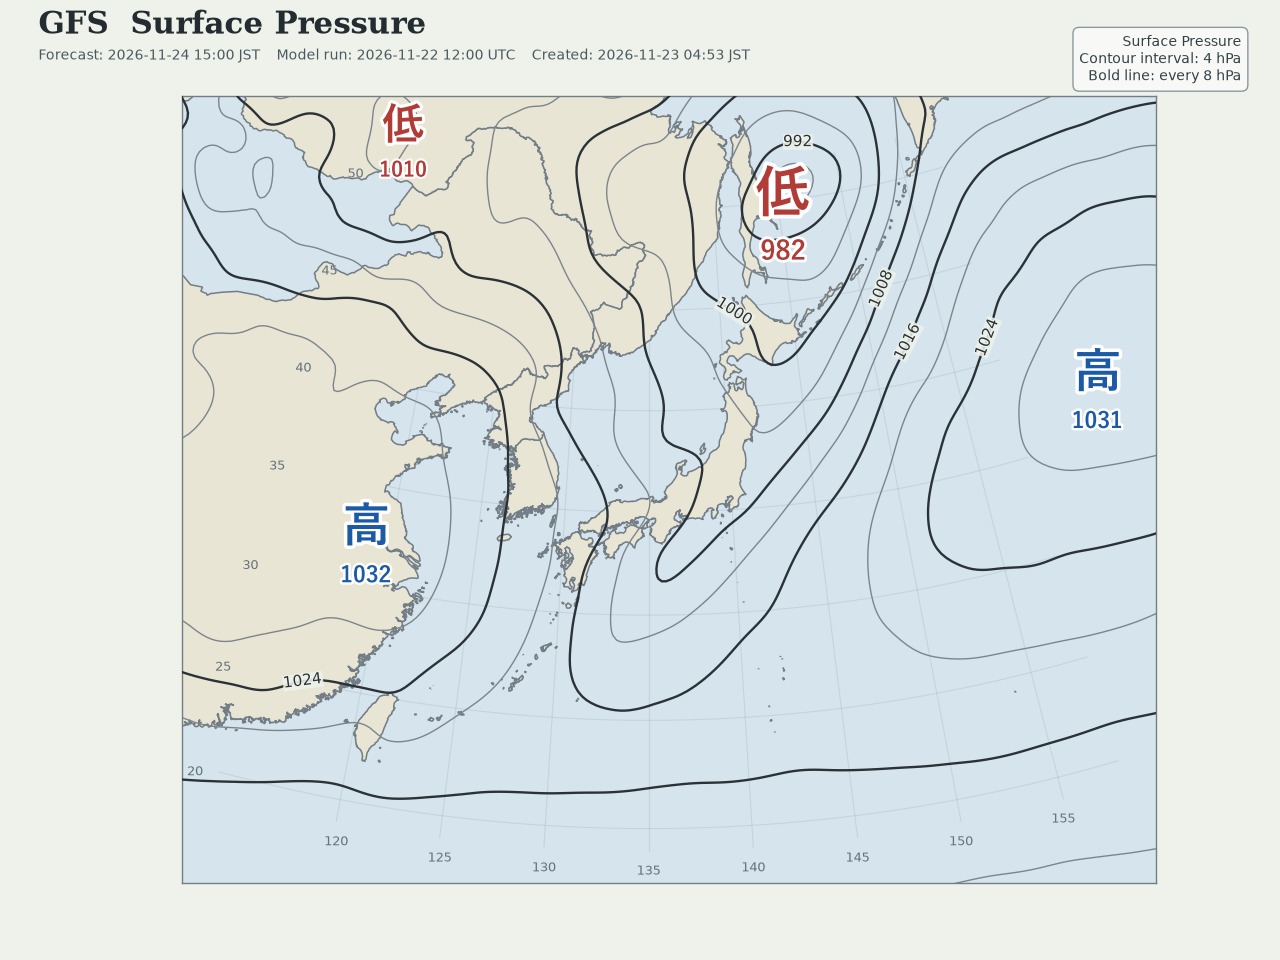 GFS Surface Pressure
Forecast: 2026-11-24 15:00 JST Model run: 2026-11-22 12:00 UTC Created: 2026-11-23 04:53 JST
Surface Pressure
Contour interval: 4 hPa
Bold line: every 8 hPa
低
1010
992
低
982
50
45
1000
1008
1016
1024
40
高
1031
35
高
1032
30
25
1024
20
120
125
130
135
140
145
150
155